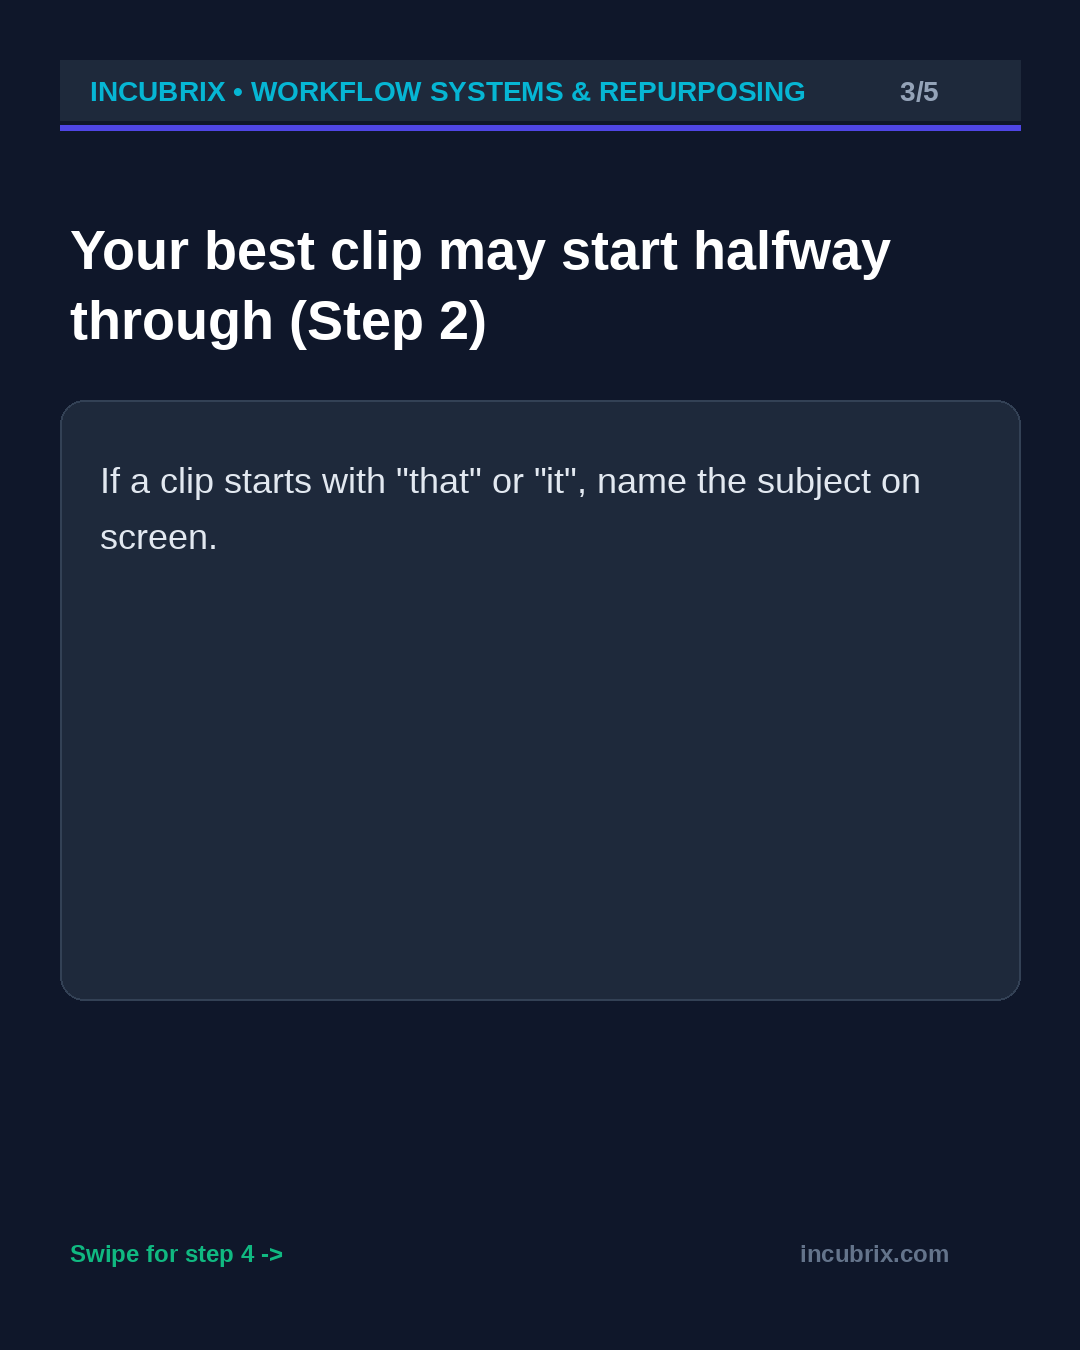 INCUBRIX • WORKFLOW SYSTEMS & REPURPOSING 3/5
Your best clip may start halfway
through (Step 2)
If a clip starts with "that" or "it", name the subject on
screen.
Swipe for step 4 -> incubrix.com